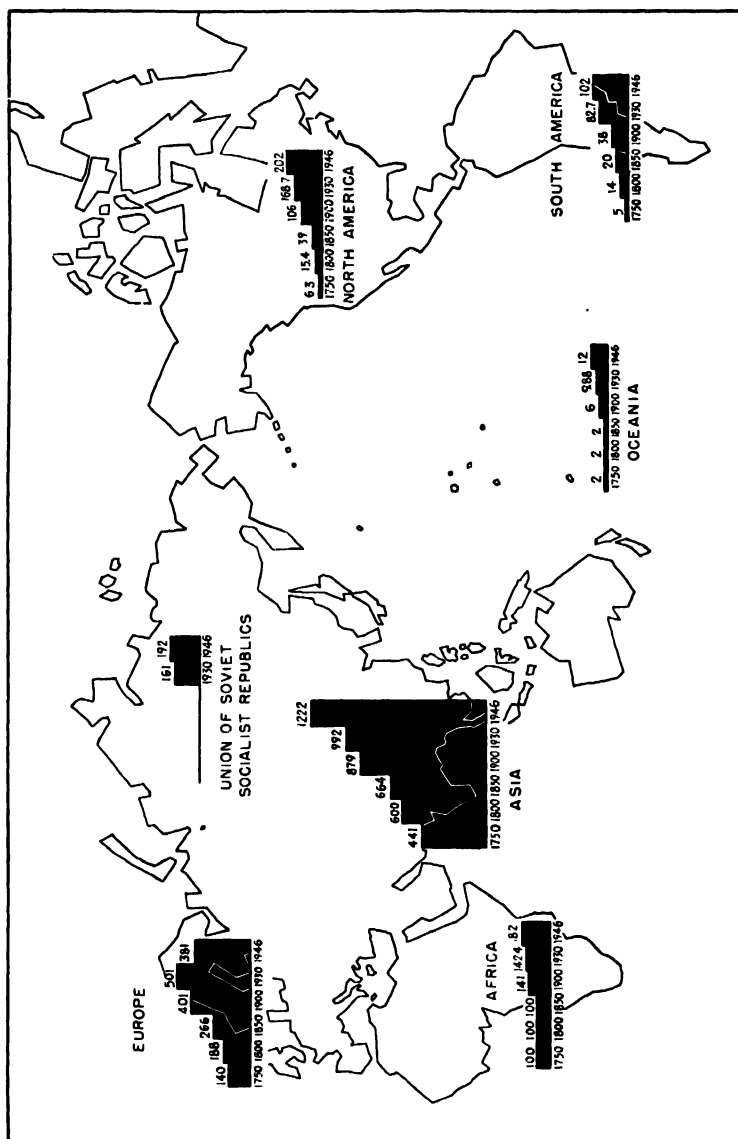 EUROPE
140 188 266 401 501 381
1750 1800 1850 1900 1930 1946
UNION OF SOVIET
SOCIALIST REPUBLICS
161 192
1930 1946
NORTH AMERICA
6.3 15.4 39 106 168.7 202
1750 1800 1850 1900 1930 1946
AFRICA
100 100 100 141 142.4 182
1750 1800 1850 1900 1930 1946
ASIA
441 600 664 879 992 1222
1750 1800 1850 1900 1930 1946
OCEANIA
2 2 2 6 9.88 12
1750 1800 1850 1900 1930 1946
SOUTH AMERICA
5 14 20 38 82.7 102
1750 1800 1850 1900 1930 1946